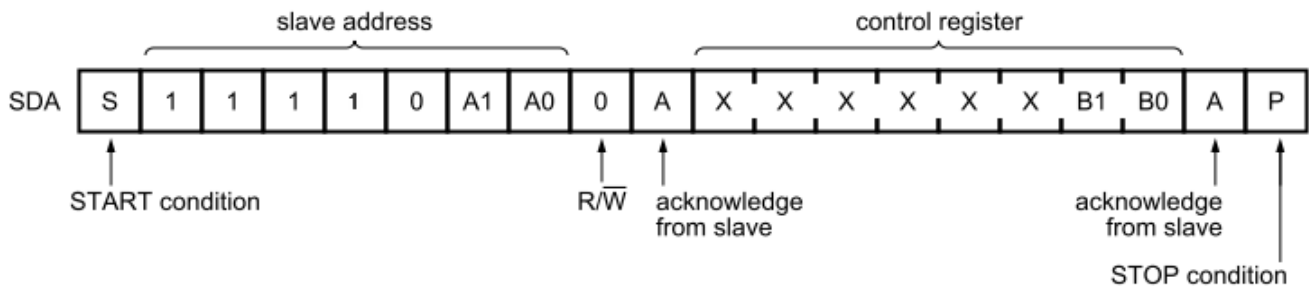 slave address control register
SDA S 1 1 1 1 0 A1 A0 0 A X X X X X X B1 B0 A P
START condition R/W̅ acknowledge from slave acknowledge from slave
STOP condition